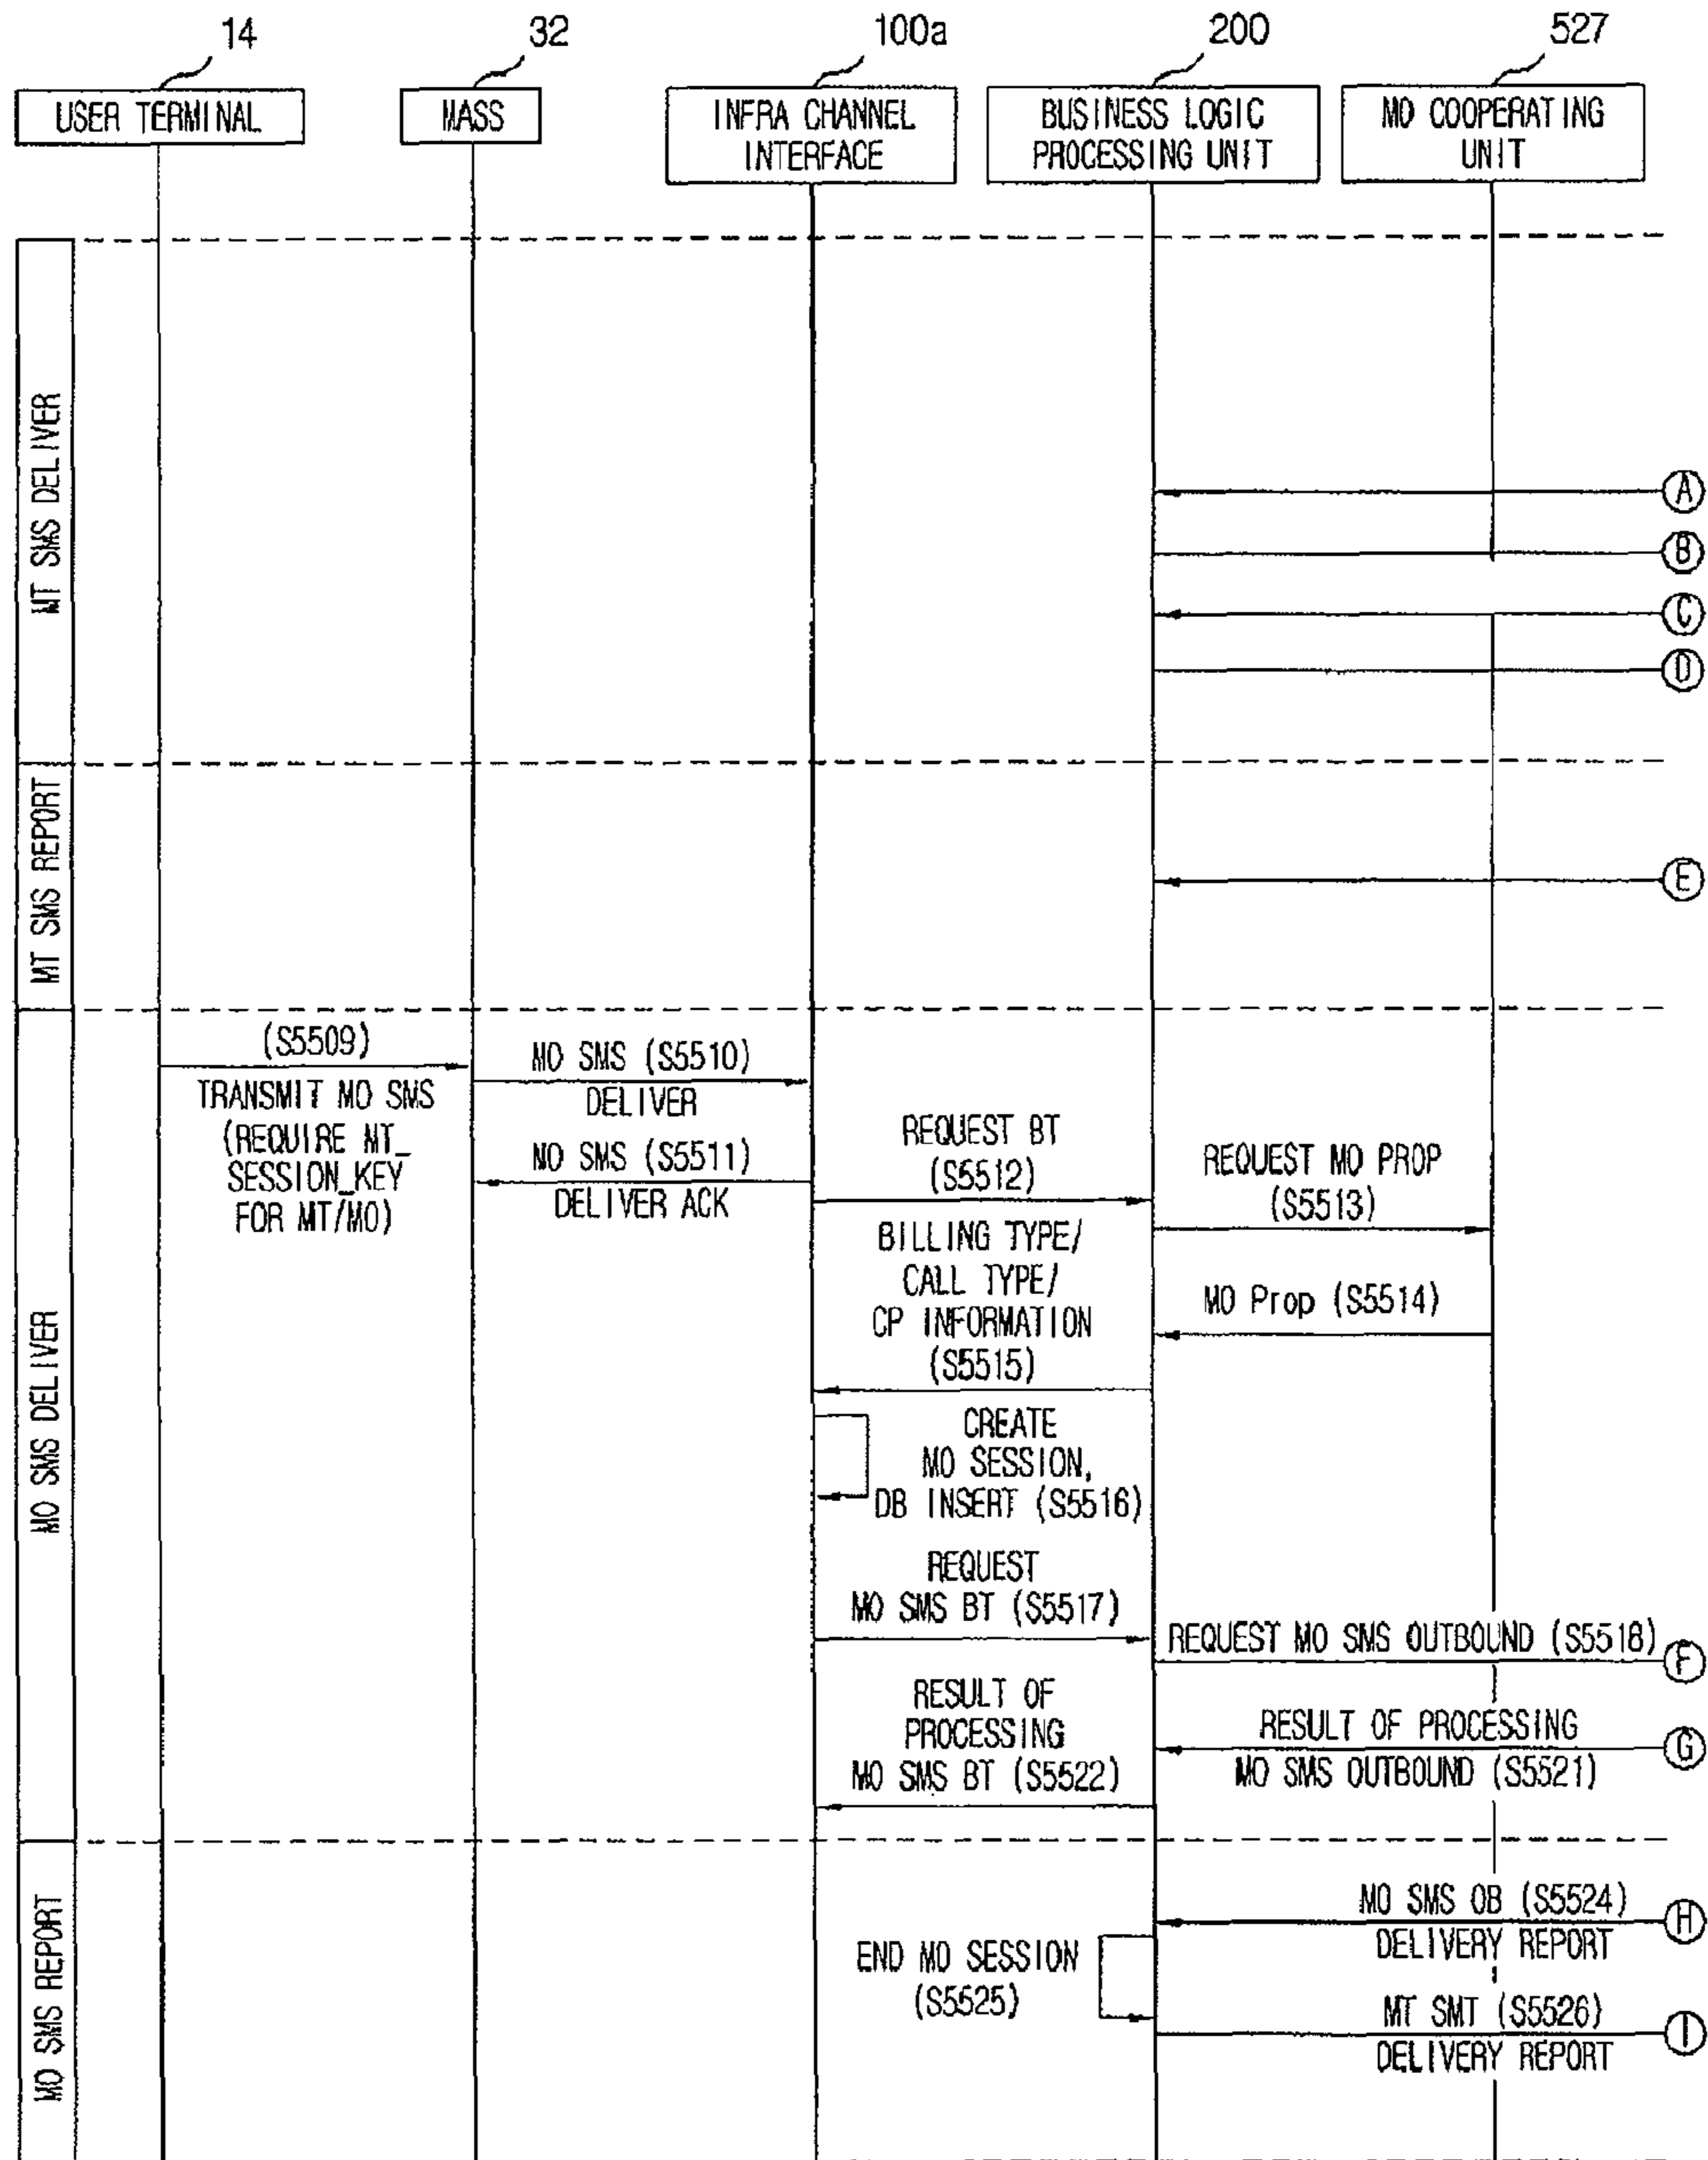 14
32
100a
200
527
USER TERMINAL
MASS
INFRA CHANNEL
INTERFACE
BUSINESS LOGIC
PROCESSING UNIT
MO COOPERATING
UNIT
MT SMS DELIVER
A
B
C
D
MT SMS REPORT
E
MO SMS DELIVER
(S5509)
TRANSMIT MO SMS
(REQUIRE MT_
SESSION_KEY
FOR MT/MO)
MO SMS (S5510)
DELIVER
MO SMS (S5511)
DELIVER ACK
REQUEST BT
(S5512)
REQUEST MO PROP
(S5513)
MO Prop (S5514)
BILLING TYPE/
CALL TYPE/
CP INFORMATION
(S5515)
CREATE
MO SESSION,
DB INSERT (S5516)
REQUEST
MO SMS BT (S5517)
REQUEST MO SMS OUTBOUND (S5518)
F
RESULT OF PROCESSING
MO SMS OUTBOUND (S5521)
G
RESULT OF
PROCESSING
MO SMS BT (S5522)
MO SMS REPORT
MO SMS OB (S5524)
DELIVERY REPORT
H
END MO SESSION
(S5525)
MT SMT (S5526)
DELIVERY REPORT
I